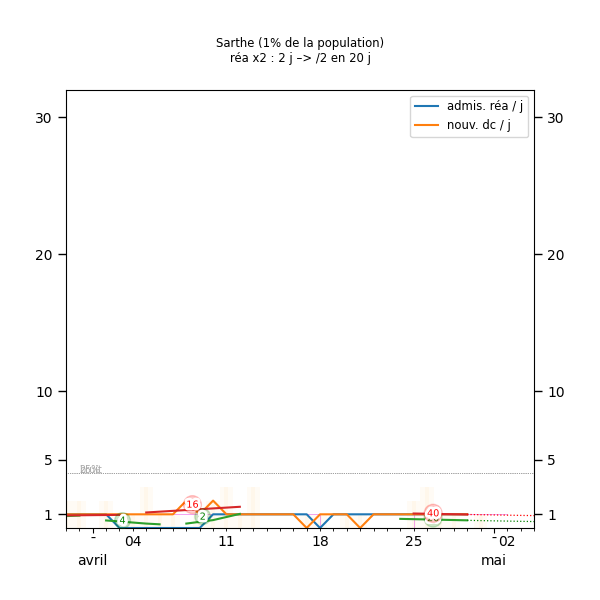 Sarthe (1% de la population)
réa x2 : 2 j –> /2 en 20 j
admis. réa / j
nouv. dc / j
30 30
20 20
10 10
5 5
1 1
16
4
2
40
- 04 11 18 25 - 02
avril mai